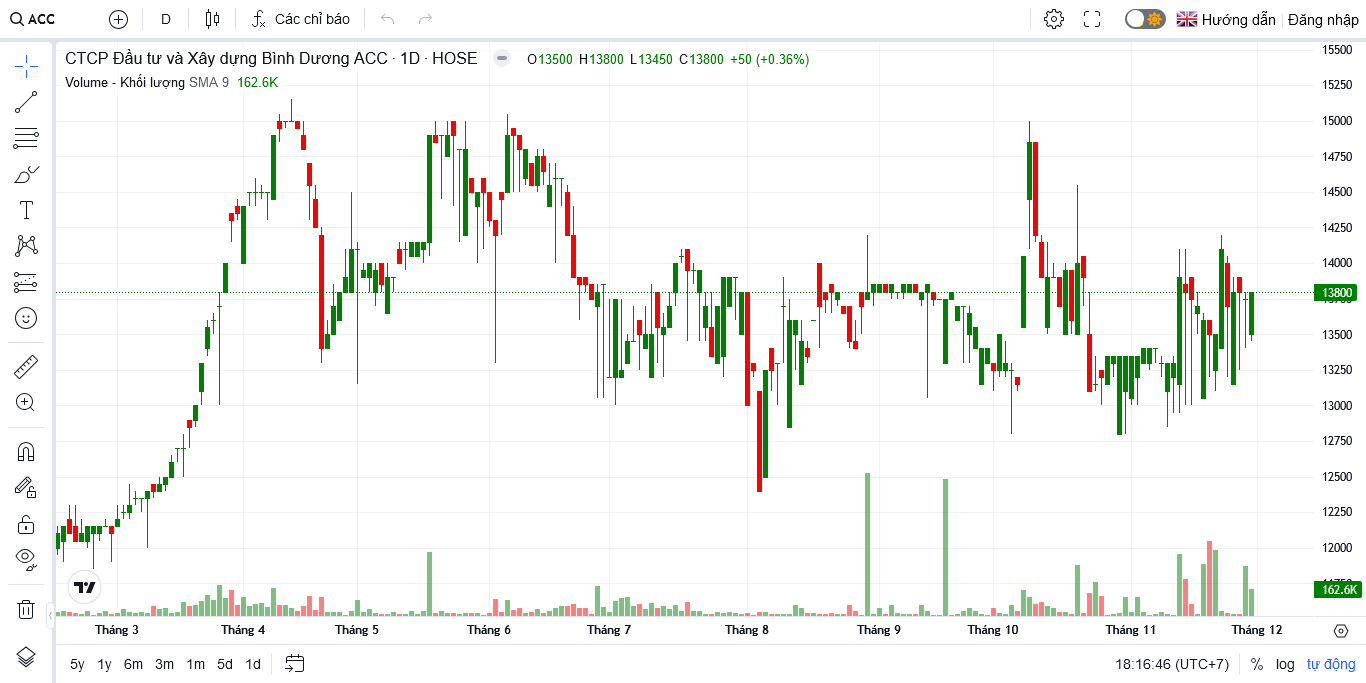 ACC D Các chỉ báo Hướng dẫn Đăng nhập
CTCP Đầu tư và Xây dựng Bình Dương ACC · 1D · HOSE O13500 H13800 L13450 C13800 +50 (+0.36%)
Volume - Khối lượng SMA 9 162.6K
15500
15250
15000
14750
14500
14250
14000
13800
13500
13250
13000
12750
12500
12250
12000
162.6K
Tháng 3 Tháng 4 Tháng 5 Tháng 6 Tháng 7 Tháng 8 Tháng 9 Tháng 10 Tháng 11 Tháng 12
5y 1y 6m 3m 1m 5d 1d 18:16:46 (UTC+7) % log tự động